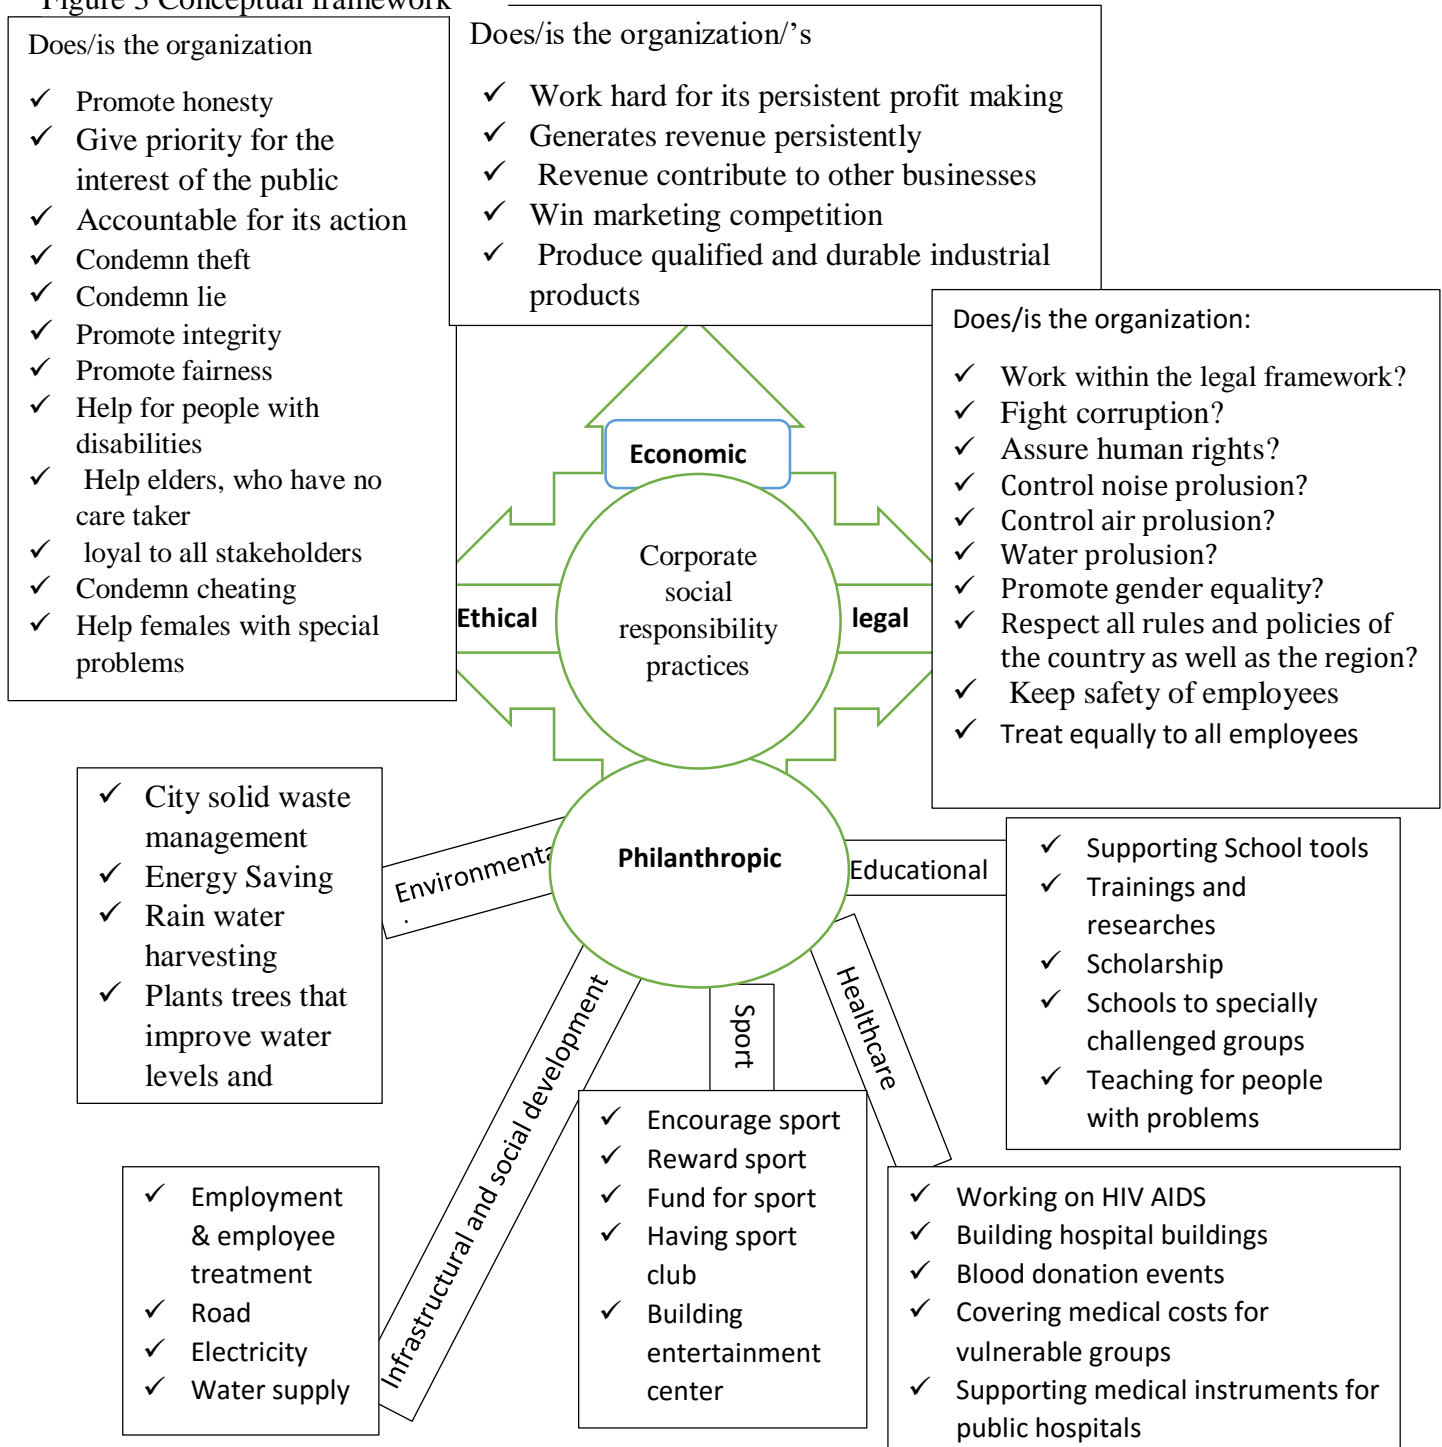 Figure 3 Conceptual framework
Does/is the organization
✓ Promote honesty
✓ Give priority for the
interest of the public
✓ Accountable for its action
✓ Condemn theft
✓ Condemn lie
✓ Promote integrity
✓ Promote fairness
✓ Help for people with
disabilities
✓ Help elders, who have no
care taker
✓ loyal to all stakeholders
✓ Condemn cheating
✓ Help females with special
problems
Does/is the organization/'s
✓ Work hard for its persistent profit making
✓ Generates revenue persistently
✓ Revenue contribute to other businesses
✓ Win marketing competition
✓ Produce qualified and durable industrial
products
Does/is the organization:
✓ Work within the legal framework?
✓ Fight corruption?
✓ Assure human rights?
✓ Control noise prolusion?
✓ Control air prolusion?
✓ Water prolusion?
✓ Promote gender equality?
✓ Respect all rules and policies of
the country as well as the region?
✓ Keep safety of employees
✓ Treat equally to all employees
Economic
Ethical
Corporate
social
responsibility
practices
legal
Philanthropic
Environmenta
.
✓ City solid waste
management
✓ Energy Saving
✓ Rain water
harvesting
✓ Plants trees that
improve water
levels and
Educational
✓ Supporting School tools
✓ Trainings and
researches
✓ Scholarship
✓ Schools to specially
challenged groups
✓ Teaching for people
with problems
Infrastructural and social development
✓ Employment
& employee
treatment
✓ Road
✓ Electricity
✓ Water supply
Sport
✓ Encourage sport
✓ Reward sport
✓ Fund for sport
✓ Having sport
club
✓ Building
entertainment
center
Healthcare
✓ Working on HIV AIDS
✓ Building hospital buildings
✓ Blood donation events
✓ Covering medical costs for
vulnerable groups
✓ Supporting medical instruments for
public hospitals